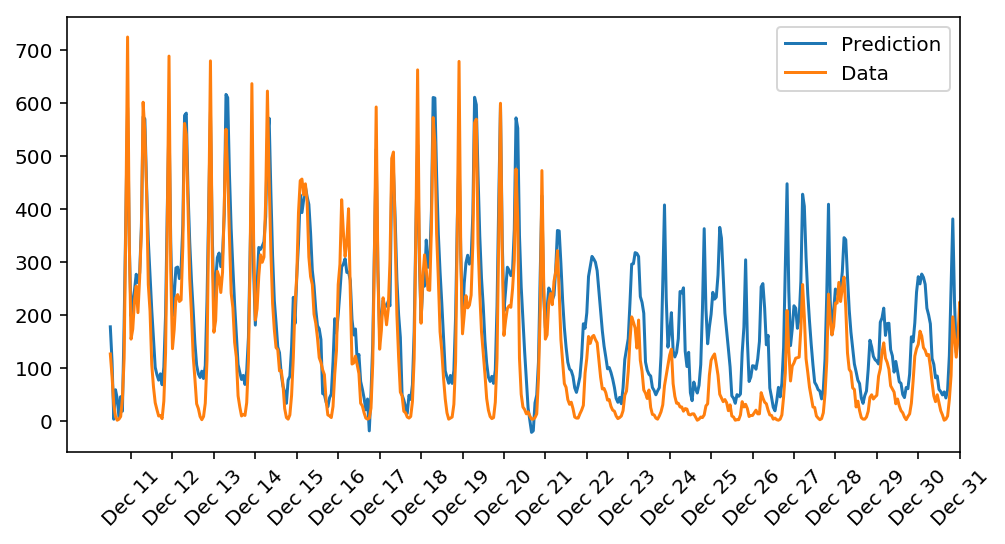 700
600
500
400
300
200
100
0
Prediction
Data
Dec 11
Dec 12
Dec 13
Dec 14
Dec 15
Dec 16
Dec 17
Dec 18
Dec 19
Dec 20
Dec 21
Dec 22
Dec 23
Dec 24
Dec 25
Dec 26
Dec 27
Dec 28
Dec 29
Dec 30
Dec 31